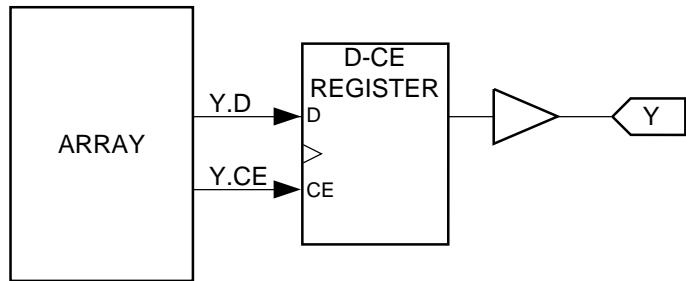 D-CE
REGISTER
Y.D
D
Y
ARRAY
Y.CE
CE